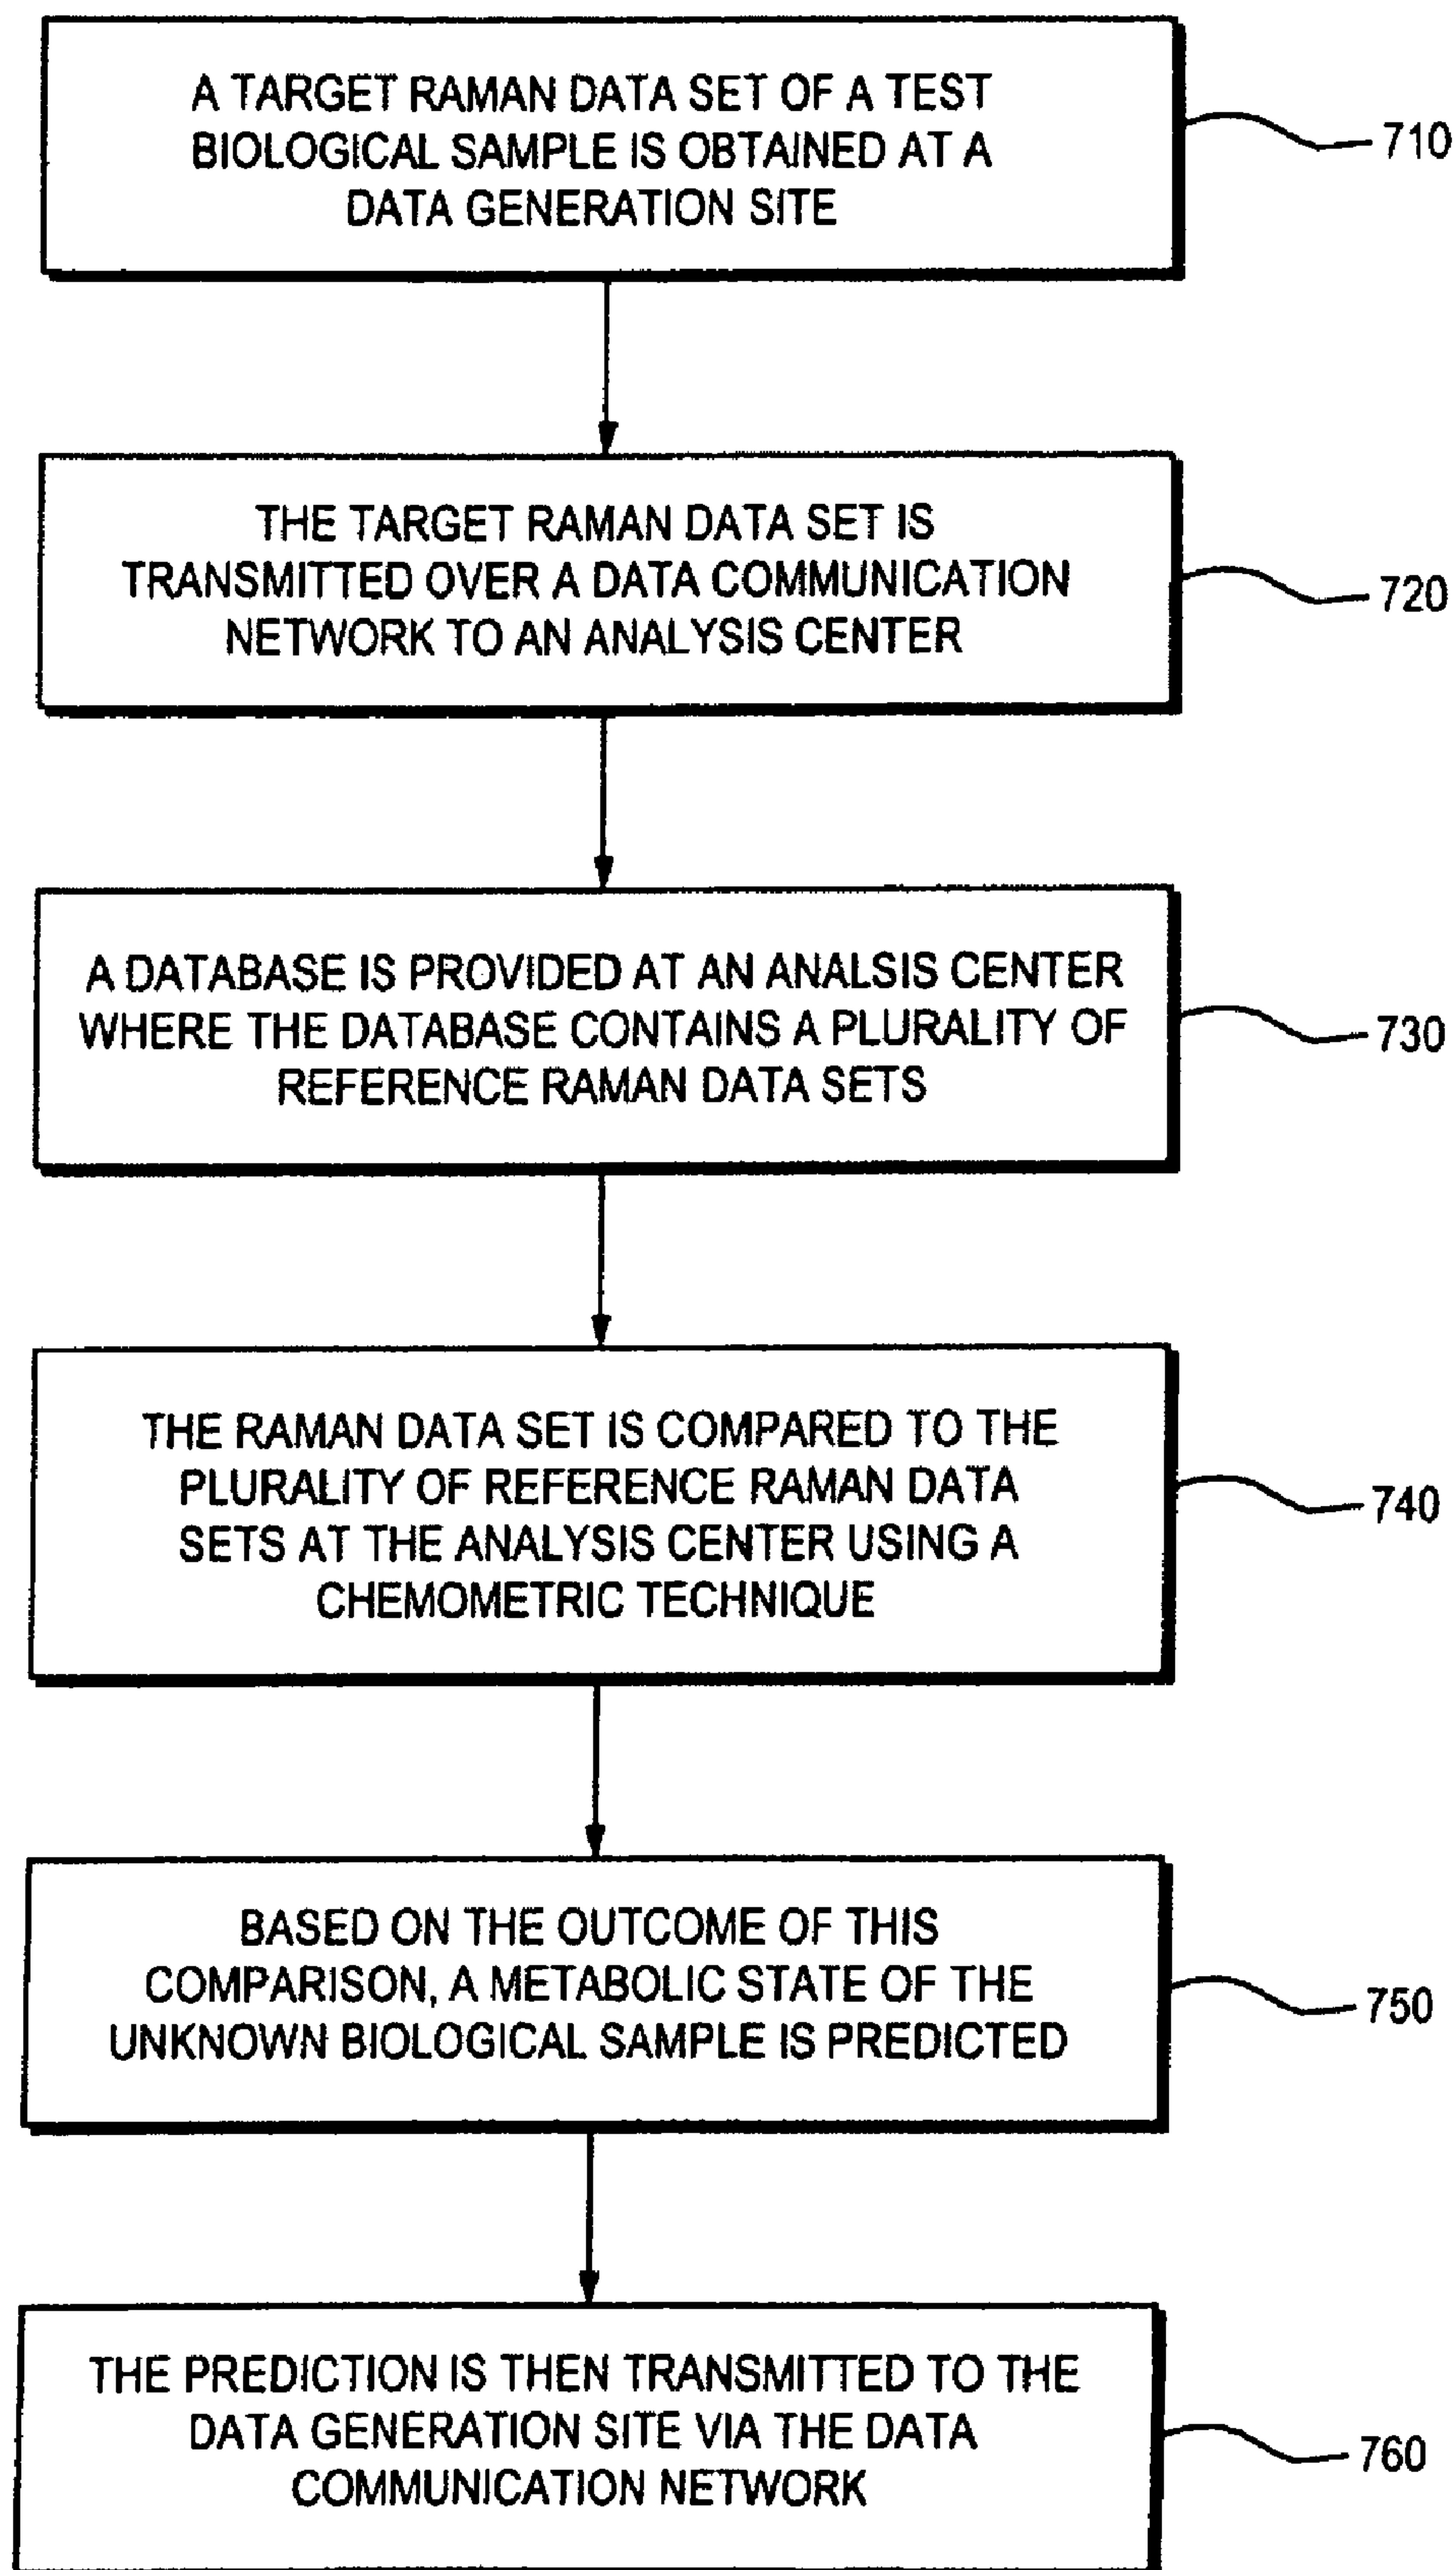 A TARGET RAMAN DATA SET OF A TEST
BIOLOGICAL SAMPLE IS OBTAINED AT A
DATA GENERATION SITE
710
THE TARGET RAMAN DATA SET IS
TRANSMITTED OVER A DATA COMMUNICATION
NETWORK TO AN ANALYSIS CENTER
720
A DATABASE IS PROVIDED AT AN ANALSIS CENTER
WHERE THE DATABASE CONTAINS A PLURALITY OF
REFERENCE RAMAN DATA SETS
730
THE RAMAN DATA SET IS COMPARED TO THE
PLURALITY OF REFERENCE RAMAN DATA
SETS AT THE ANALYSIS CENTER USING A
CHEMOMETRIC TECHNIQUE
740
BASED ON THE OUTCOME OF THIS
COMPARISON, A METABOLIC STATE OF THE
UNKNOWN BIOLOGICAL SAMPLE IS PREDICTED
750
THE PREDICTION IS THEN TRANSMITTED TO THE
DATA GENERATION SITE VIA THE DATA
COMMUNICATION NETWORK
760